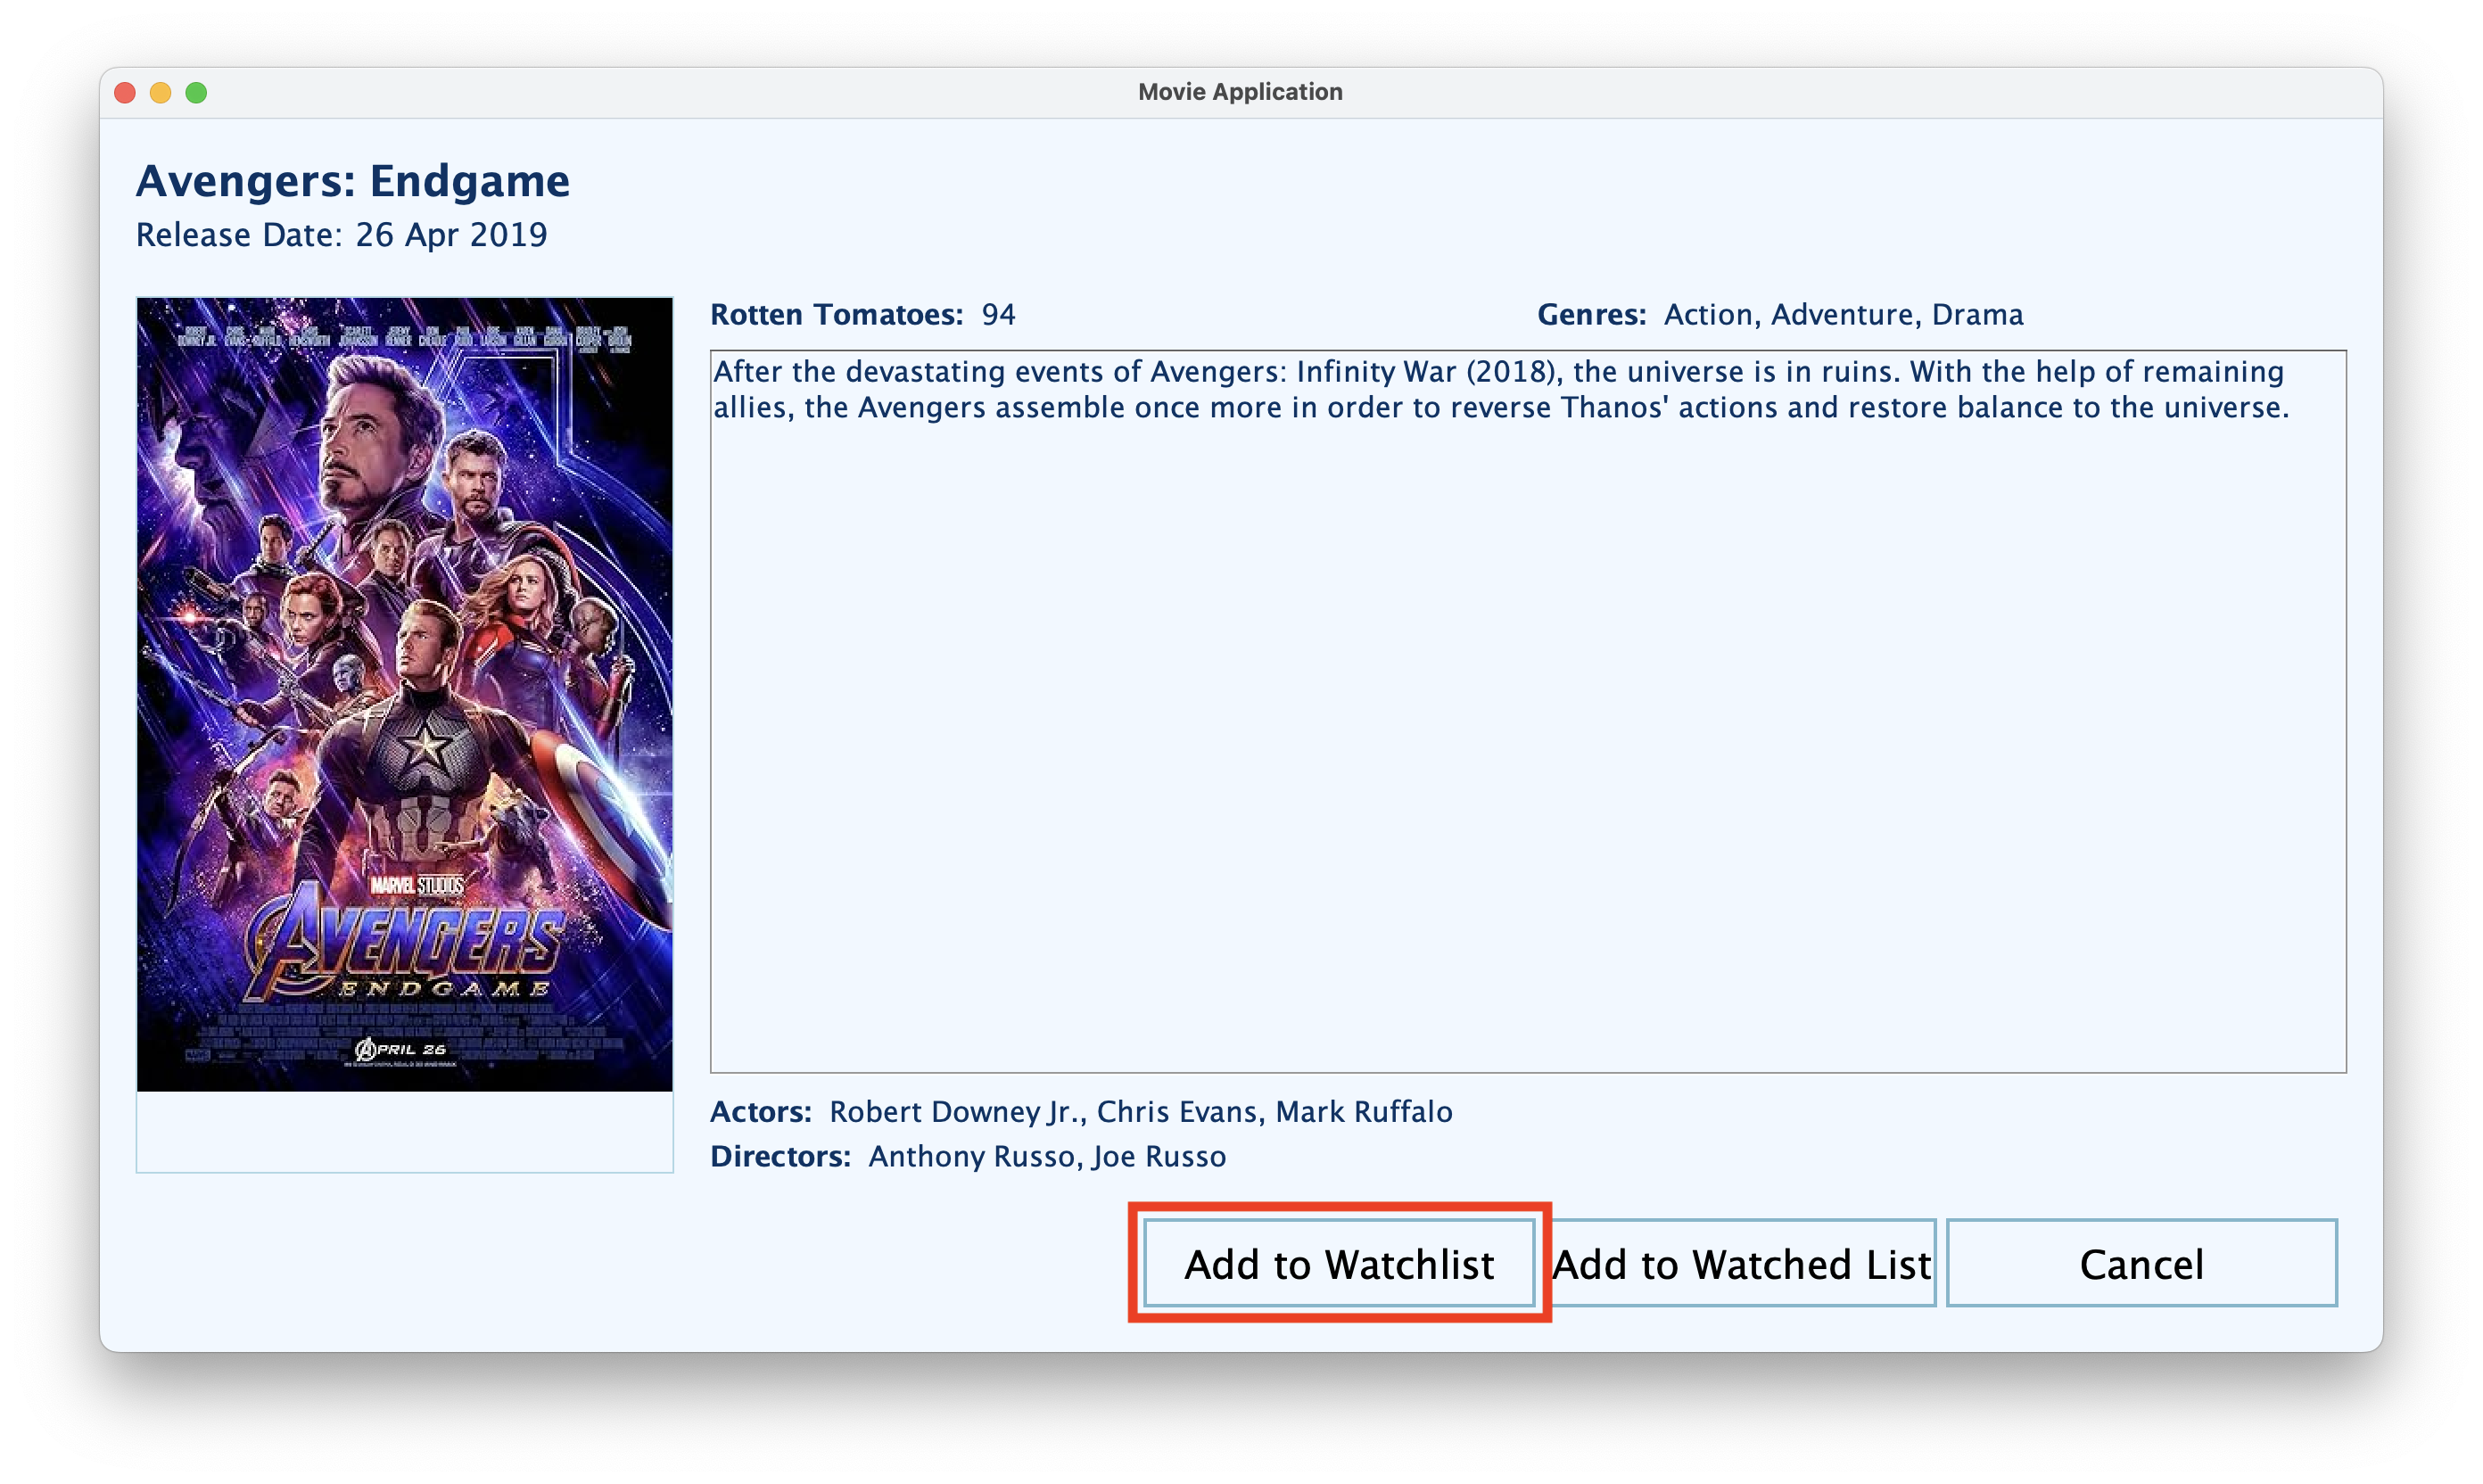 Movie Application
Avengers: Endgame
Release Date: 26 Apr 2019
Rotten Tomatoes: 94
Genres: Action, Adventure, Drama
After the devastating events of Avengers: Infinity War (2018), the universe is in ruins. With the help of remaining
allies, the Avengers assemble once more in order to reverse Thanos' actions and restore balance to the universe.
MARVEL STUDIOS
AVENGERS
ENDGAME
APRIL 26
Actors: Robert Downey Jr., Chris Evans, Mark Ruffalo
Directors: Anthony Russo, Joe Russo
Add to Watchlist
Add to Watched List
Cancel